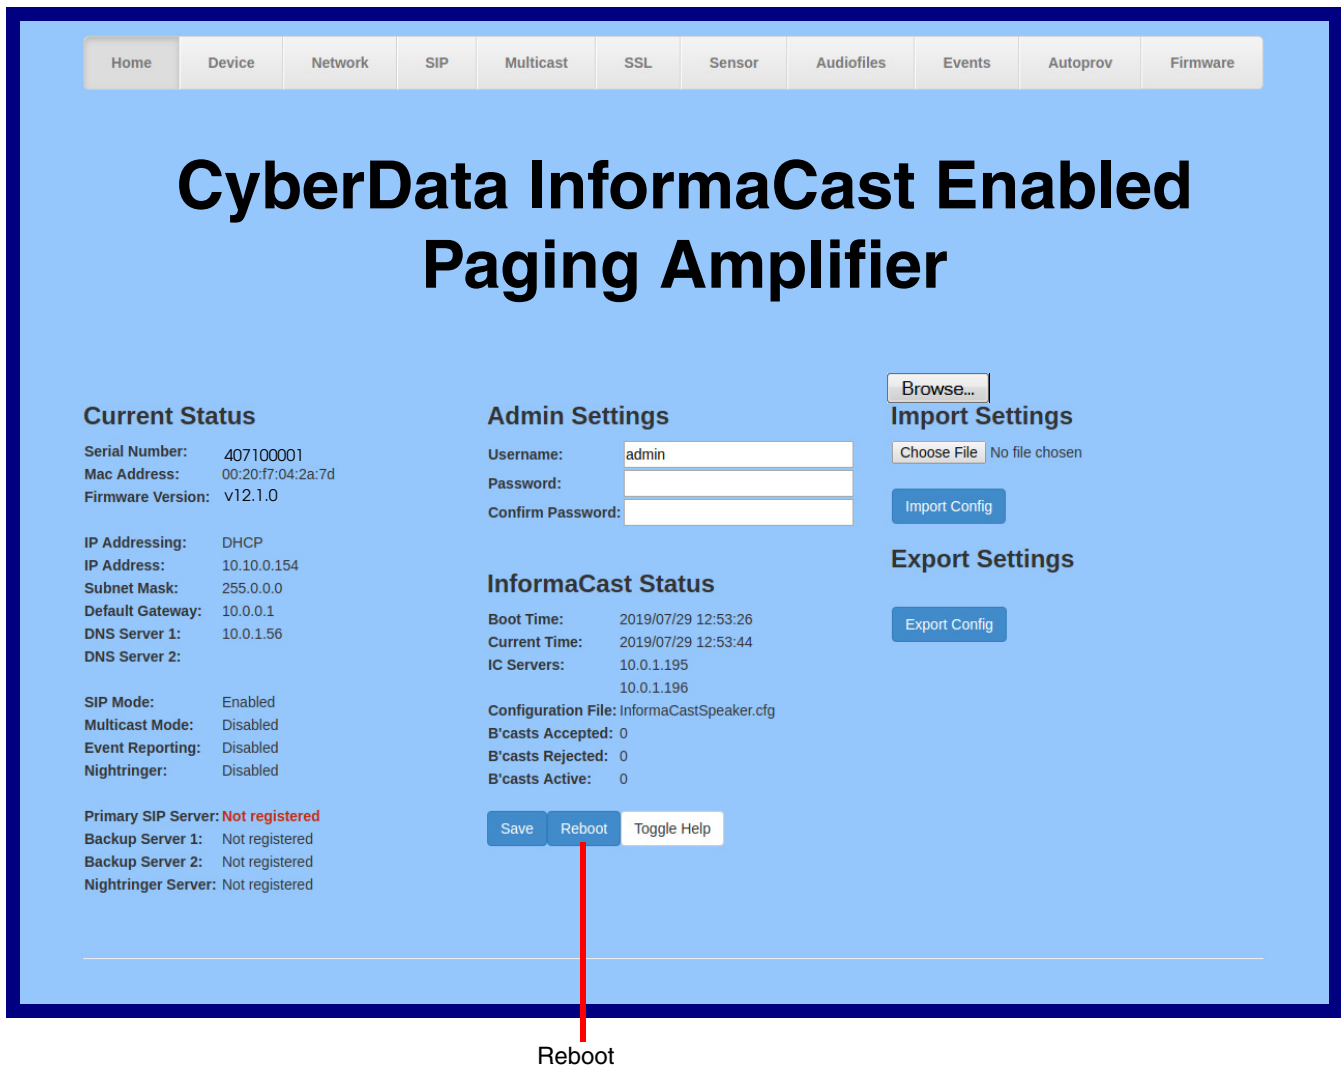 Home Device Network SIP Multicast SSL Sensor Audiofiles Events Autoprov Firmware
CyberData InformaCast Enabled
Paging Amplifier
Current Status
Serial Number: 407100001
Mac Address: 00:20:f7:04:2a:7d
Firmware Version: v12.1.0
IP Addressing: DHCP
IP Address: 10.10.0.154
Subnet Mask: 255.0.0.0
Default Gateway: 10.0.0.1
DNS Server 1: 10.0.1.56
DNS Server 2:
SIP Mode: Enabled
Multicast Mode: Disabled
Event Reporting: Disabled
Nightringer: Disabled
Primary SIP Server: Not registered
Backup Server 1: Not registered
Backup Server 2: Not registered
Nightringer Server: Not registered
Admin Settings
Username: admin
Password:
Confirm Password:
InformaCast Status
Boot Time: 2019/07/29 12:53:26
Current Time: 2019/07/29 12:53:44
IC Servers: 10.0.1.195
10.0.1.196
Configuration File: InformaCastSpeaker.cfg
B'casts Accepted: 0
B'casts Rejected: 0
B'casts Active: 0
Save Reboot Toggle Help
Browse...
Import Settings
Choose File No file chosen
Import Config
Export Settings
Export Config
Reboot